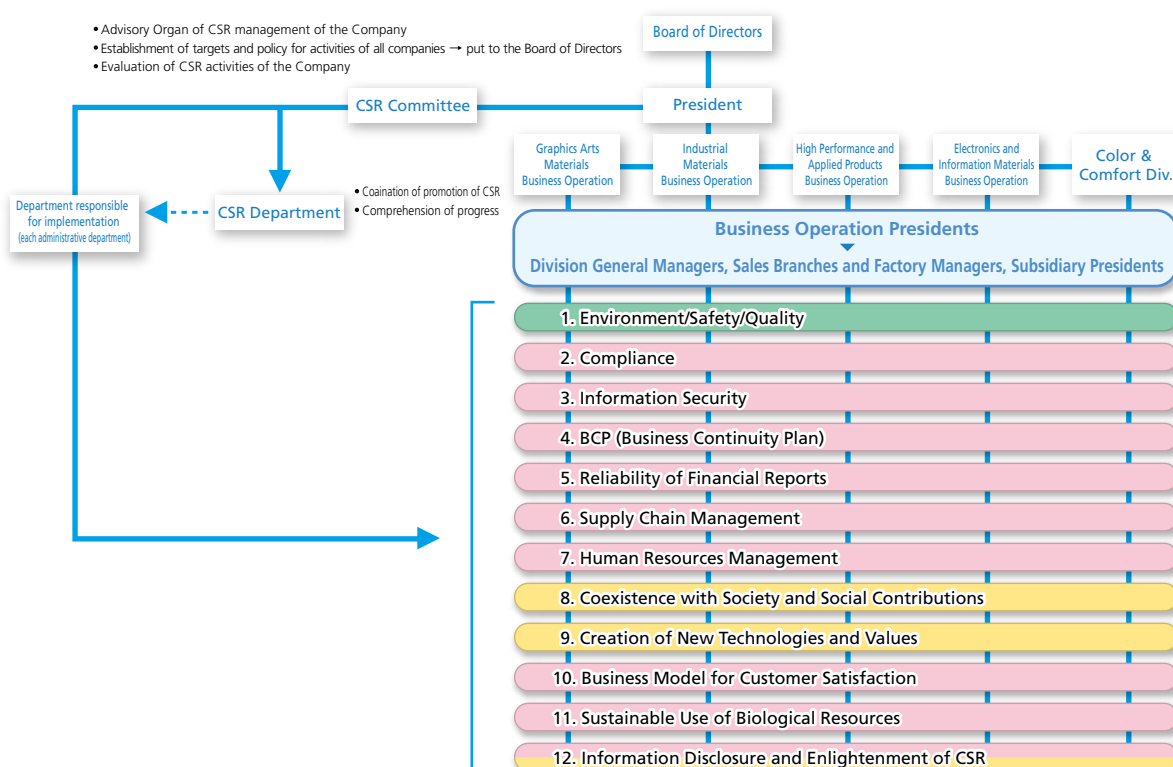 • Advisory Organ of CSR management of the Company
• Establishment of targets and policy for activities of all companies → put to the Board of Directors
• Evaluation of CSR activities of the Company
Board of Directors
CSR Committee
President
Graphics Arts
Materials
Business Operation
Industrial
Materials
Business Operation
High Performance and
Applied Products
Business Operation
Electronics and
Information Materials
Business Operation
Color &
Comfort Div.
Department responsible
for implementation
(each administrative department)
CSR Department
• Coaination of promotion of CSR
• Comprehension of progress
Business Operation Presidents
Division General Managers, Sales Branches and Factory Managers, Subsidiary Presidents
1. Environment/Safety/Quality
2. Compliance
3. Information Security
4. BCP (Business Continuity Plan)
5. Reliability of Financial Reports
6. Supply Chain Management
7. Human Resources Management
8. Coexistence with Society and Social Contributions
9. Creation of New Technologies and Values
10. Business Model for Customer Satisfaction
11. Sustainable Use of Biological Resources
12. Information Disclosure and Enlightenment of CSR